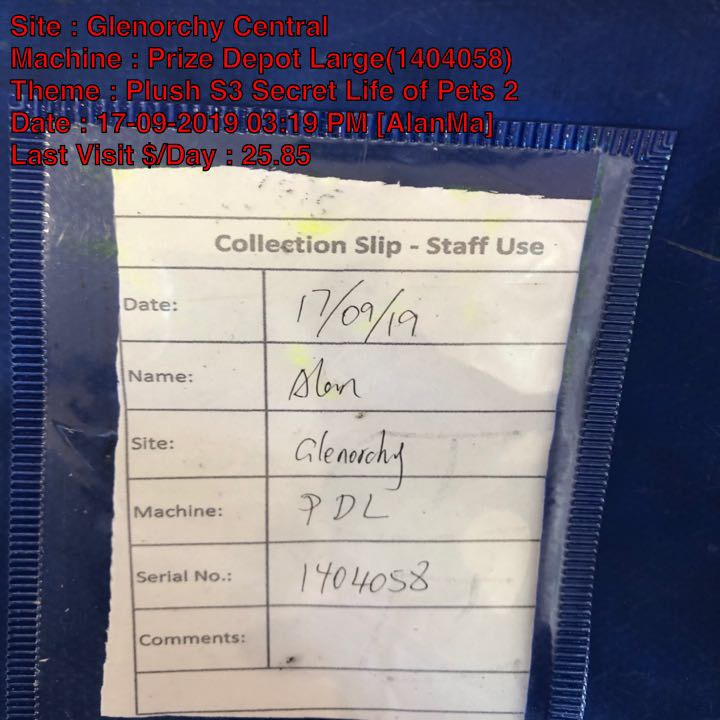 Site : Glenorchy Central
Machine : Prize Depot Large(1404058)
Theme : Plush S3 Secret Life of Pets 2
Date : 17-09-2019 03:19 PM [AlanMa]
Last Visit $/Day : 25.85
Collection Slip - Staff Use
Date: 17/09/19
Name: Alan
Site: Glenorchy
Machine: PDL
Serial No.: 1404058
Comments: